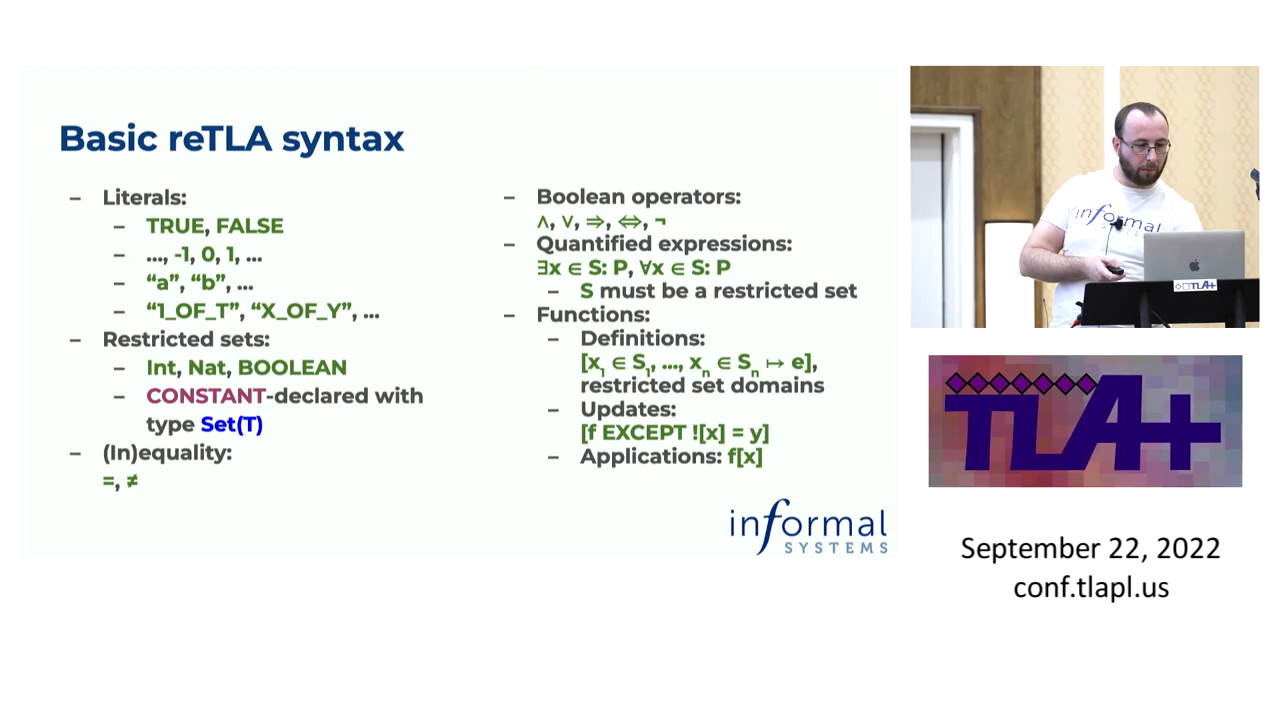 Basic reTLA syntax
– Literals:
– TRUE, FALSE
– ..., -1, 0, 1, ...
– “a”, “b”, ...
– “1_OF_T”, “X_OF_Y”, ...
– Restricted sets:
– Int, Nat, BOOLEAN
– CONSTANT-declared with
type Set(T)
– (In)equality:
=, ≠
– Boolean operators:
∧, ∨, ⇒, ⇔, ¬
– Quantified expressions:
∃x ∈ S: P, ∀x ∈ S: P
– S must be a restricted set
– Functions:
– Definitions:
[x₁ ∈ S₁, ..., xₙ ∈ Sₙ ↦ e],
restricted set domains
– Updates:
[f EXCEPT ![x] = y]
– Applications: f[x]
informal
SYSTEMS
informal
SYSTEMS
TLA+
TLA+
September 22, 2022
conf.tlapl.us